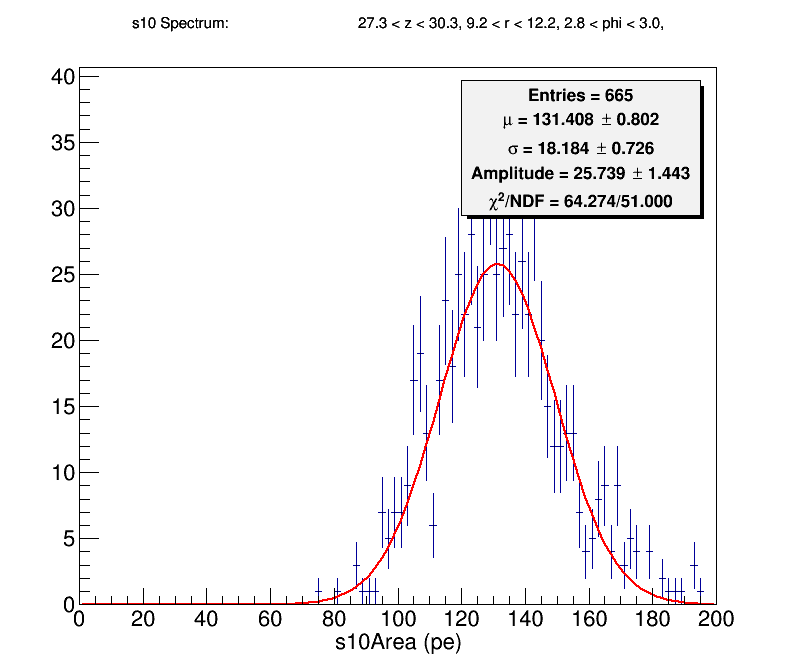 s10 Spectrum: 27.3 < z < 30.3, 9.2 < r < 12.2, 2.8 < phi < 3.0,
Entries = 665
μ = 131.408 ± 0.802
σ = 18.184 ± 0.726
Amplitude = 25.739 ± 1.443
χ²/NDF = 64.274/51.000
40
35
30
25
20
15
10
5
0
0 20 40 60 80 100 120 140 160 180 200
s10Area (pe)